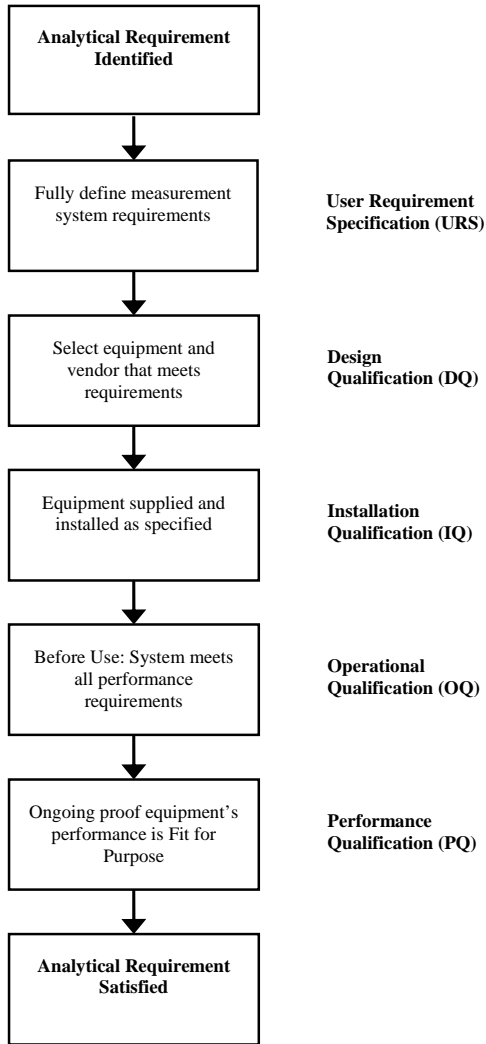 Analytical Requirement
Identified
Fully define measurement
system requirements
User Requirement
Specification (URS)
Select equipment and
vendor that meets
requirements
Design
Qualification (DQ)
Equipment supplied and
installed as specified
Installation
Qualification (IQ)
Before Use: System meets
all performance
requirements
Operational
Qualification (OQ)
Ongoing proof equipment’s
performance is Fit for
Purpose
Performance
Qualification (PQ)
Analytical Requirement
Satisfied